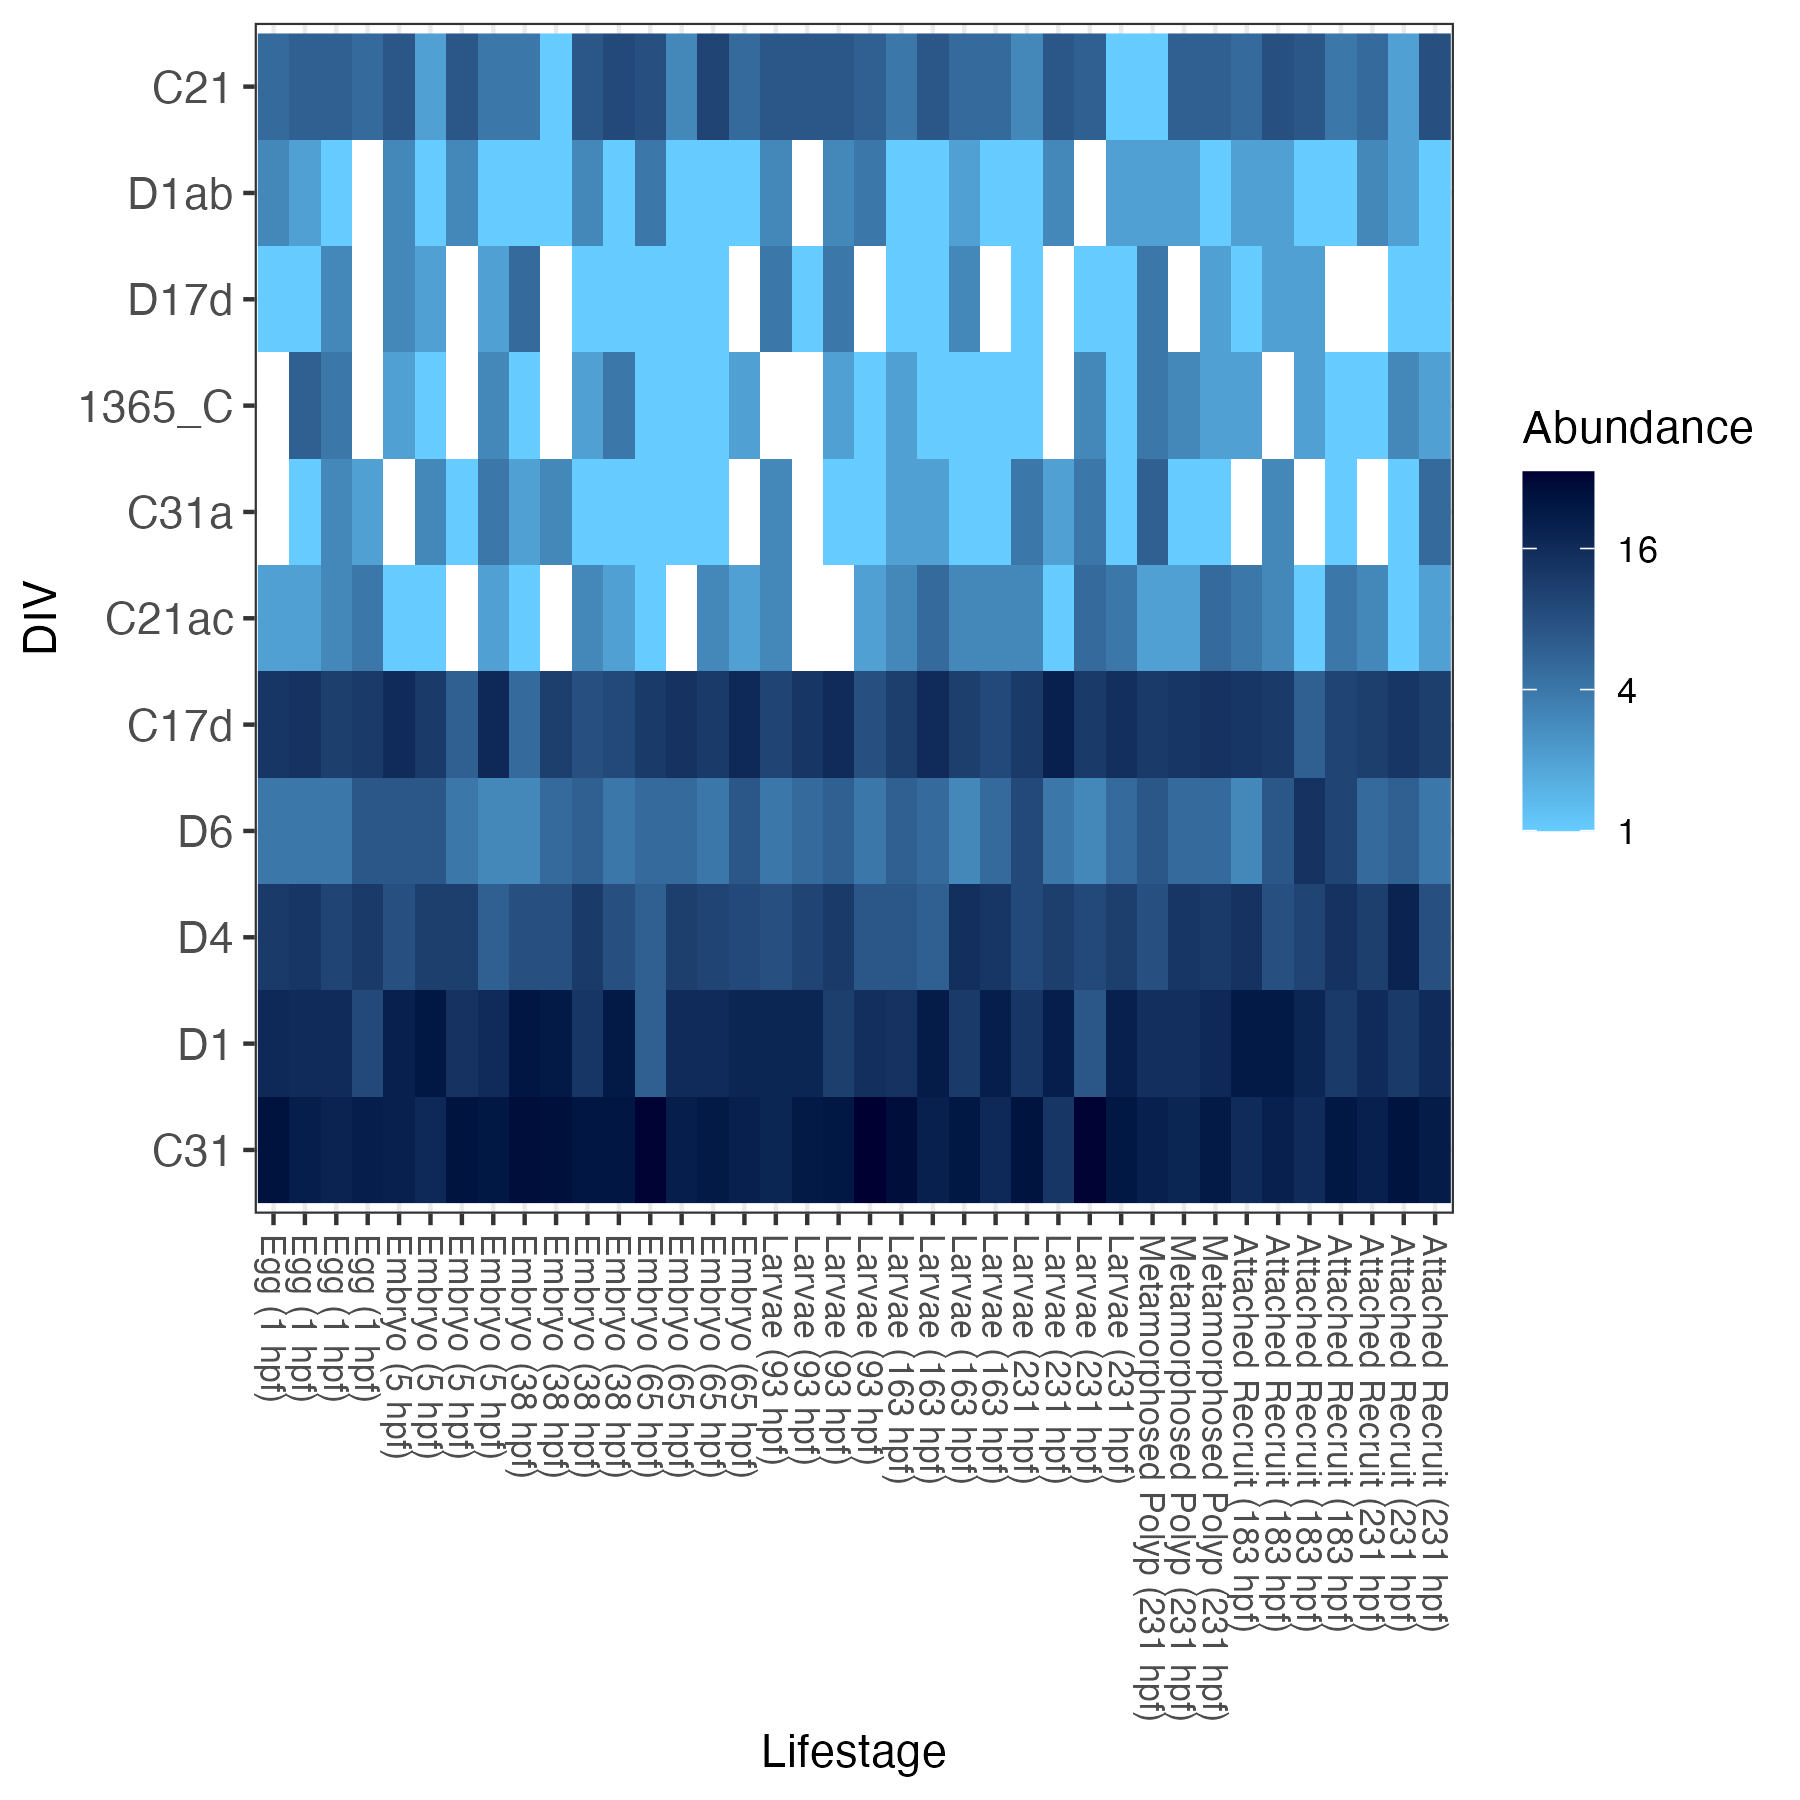 C21
D1ab
D17d
1365_C
C31a
C21ac
C17d
D6
D4
D1
C31
DIV
Abundance
16
4
1
Egg (1 hpf)
Egg (1 hpf)
Egg (1 hpf)
Egg (1 hpf)
Embryo (5 hpf)
Embryo (5 hpf)
Embryo (5 hpf)
Embryo (5 hpf)
Embryo (38 hpf)
Embryo (38 hpf)
Embryo (38 hpf)
Embryo (38 hpf)
Embryo (65 hpf)
Embryo (65 hpf)
Embryo (65 hpf)
Embryo (65 hpf)
Larvae (93 hpf)
Larvae (93 hpf)
Larvae (93 hpf)
Larvae (93 hpf)
Larvae (163 hpf)
Larvae (163 hpf)
Larvae (163 hpf)
Larvae (163 hpf)
Larvae (231 hpf)
Larvae (231 hpf)
Larvae (231 hpf)
Larvae (231 hpf)
Metamorphosed Polyp (231 hpf)
Metamorphosed Polyp (231 hpf)
Metamorphosed Polyp (231 hpf)
Attached Recruit (183 hpf)
Attached Recruit (183 hpf)
Attached Recruit (183 hpf)
Attached Recruit (183 hpf)
Attached Recruit (231 hpf)
Attached Recruit (231 hpf)
Attached Recruit (231 hpf)
Lifestage